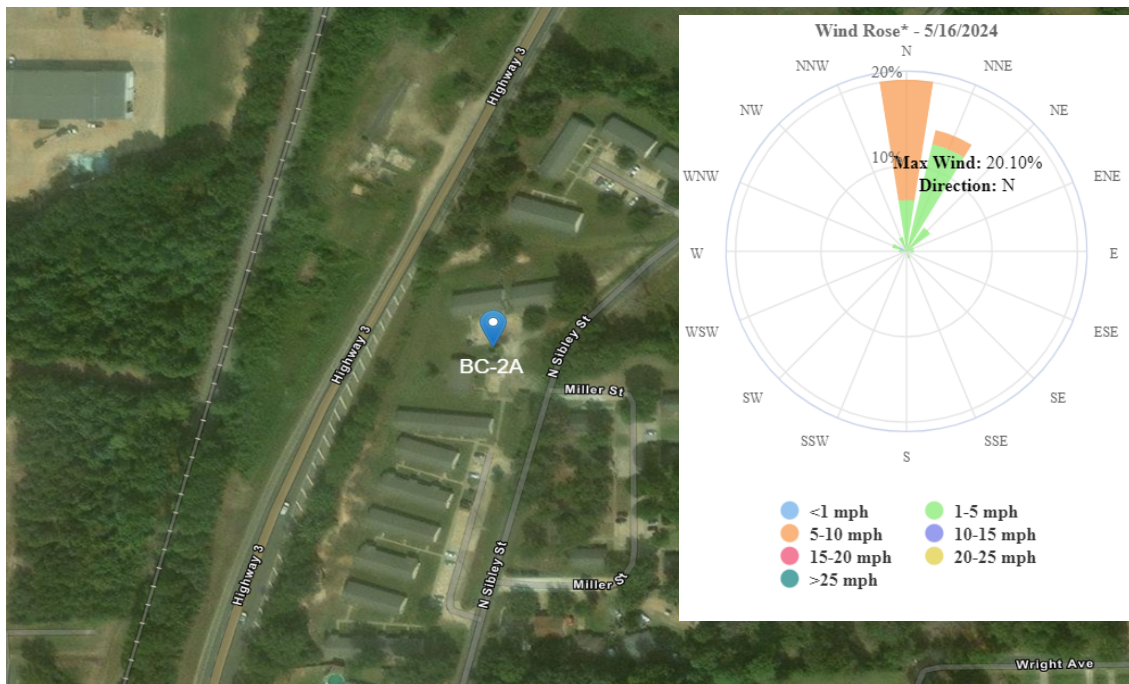 Wind Rose* - 5/16/2024
N
NNW
20%
NNE
NW
NE
10%
Max Wind: 20.10%
Direction: N
WNW
ENE
W
E
WSW
ESE
SW
SE
SSW
SSE
S
<1 mph
1-5 mph
5-10 mph
10-15 mph
15-20 mph
20-25 mph
>25 mph
Highway 3
Highway 3
Highway 3
BC-2A
N Sibley St
Miller St
N Sibley St
Miller St
Wright Ave